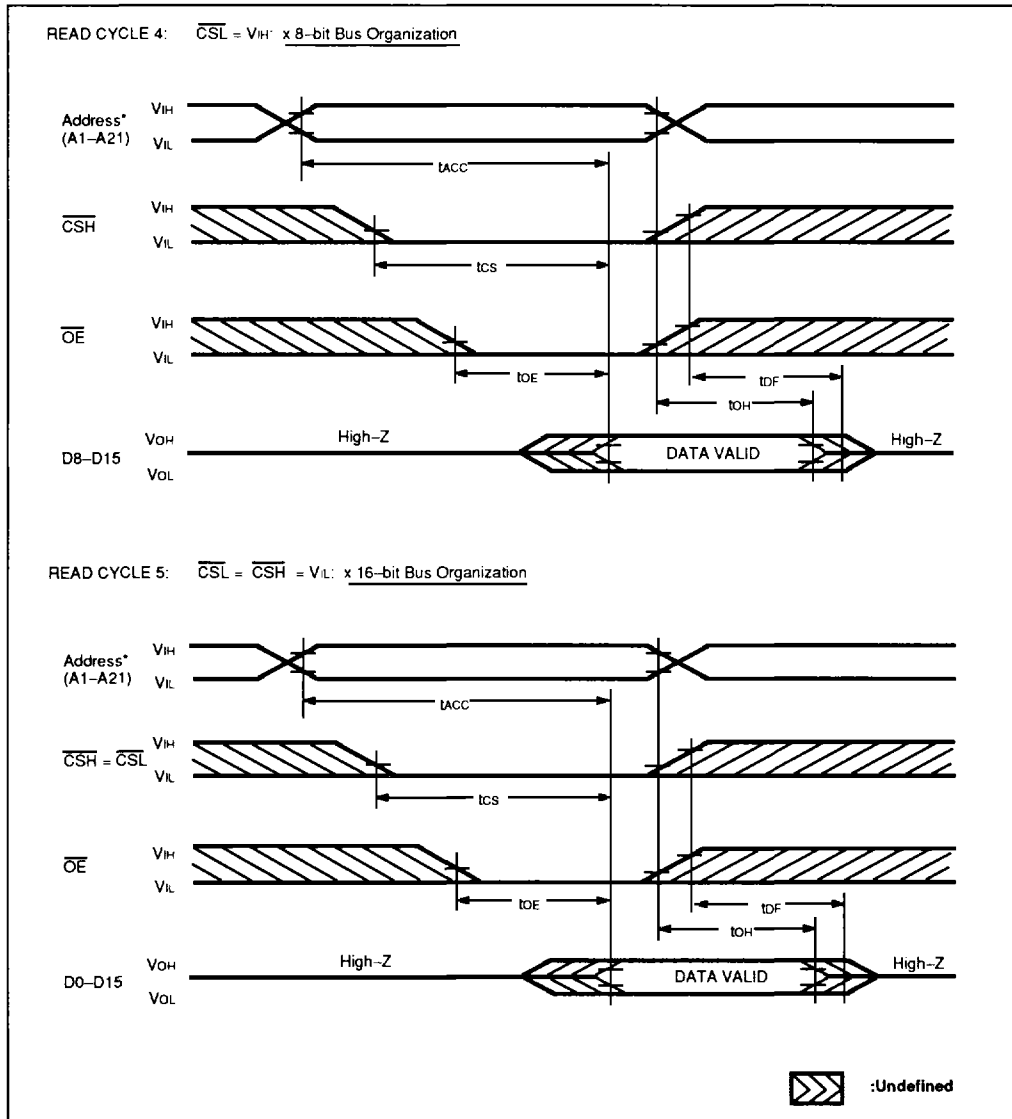 READ CYCLE 4: CSL = VIH: x 8–bit Bus Organization
Address*
(A1–A21)
VIH
VIL
tACC
CSH
VIH
VIL
tCS
OE
VIH
VIL
tOE
tDF
tOH
D8–D15
VOH
VOL
High–Z
DATA VALID
High–Z
READ CYCLE 5: CSL = CSH = VIL: x 16–bit Bus Organization
Address*
(A1–A21)
VIH
VIL
tACC
CSH = CSL
VIH
VIL
tCS
OE
VIH
VIL
tOE
tDF
tOH
D0–D15
VOH
VOL
High–Z
DATA VALID
High–Z
:Undefined